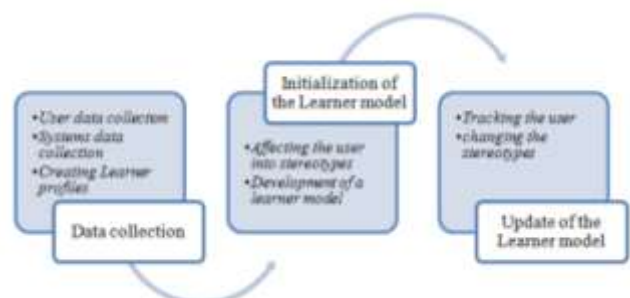 •User data collection
•Systems data
collection
•Creating Learner
profiles
Data collection
Initialization of
the Learner model
•Affecting the user
into stereotypes
•Development of a
learner model
•Tracking the user
•changing the
stereotypes
Update of the
Learner model